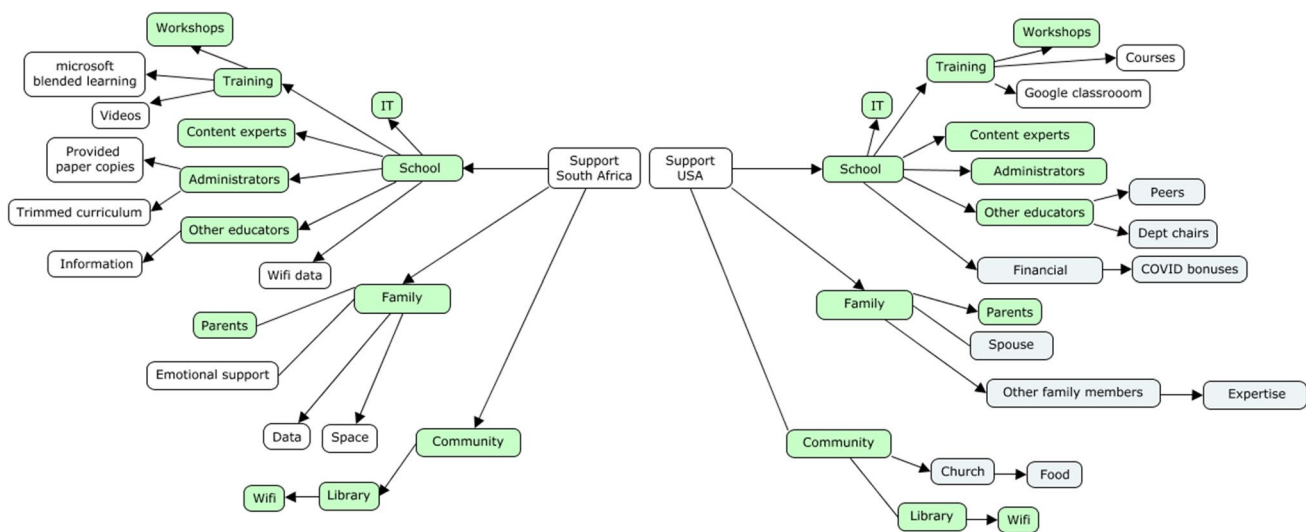 Workshops
microsoft
blended learning
Training
Videos
IT
Content experts
Provided
paper copies
Administrators
School
Support
South Africa
Trimmed curriculum
Other educators
Information
Wifi data
Family
Parents
Emotional support
Data
Space
Community
Wifi
Library
Workshops
Training
Courses
Google classrooom
IT
Content experts
Support
USA
School
Administrators
Peers
Other educators
Dept chairs
Financial
COVID bonuses
Family
Parents
Spouse
Other family members
Expertise
Community
Church
Food
Library
Wifi